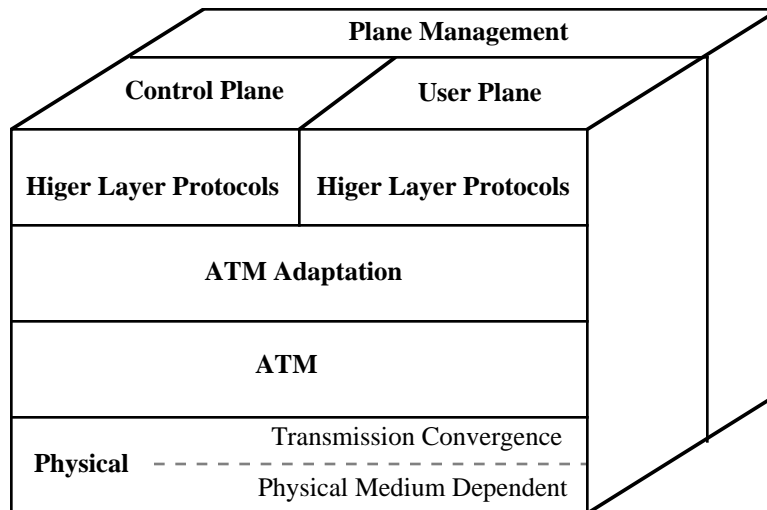 Plane Management
Control Plane
User Plane
Higer Layer Protocols
Higer Layer Protocols
ATM Adaptation
ATM
Transmission Convergence
Physical
Physical Medium Dependent